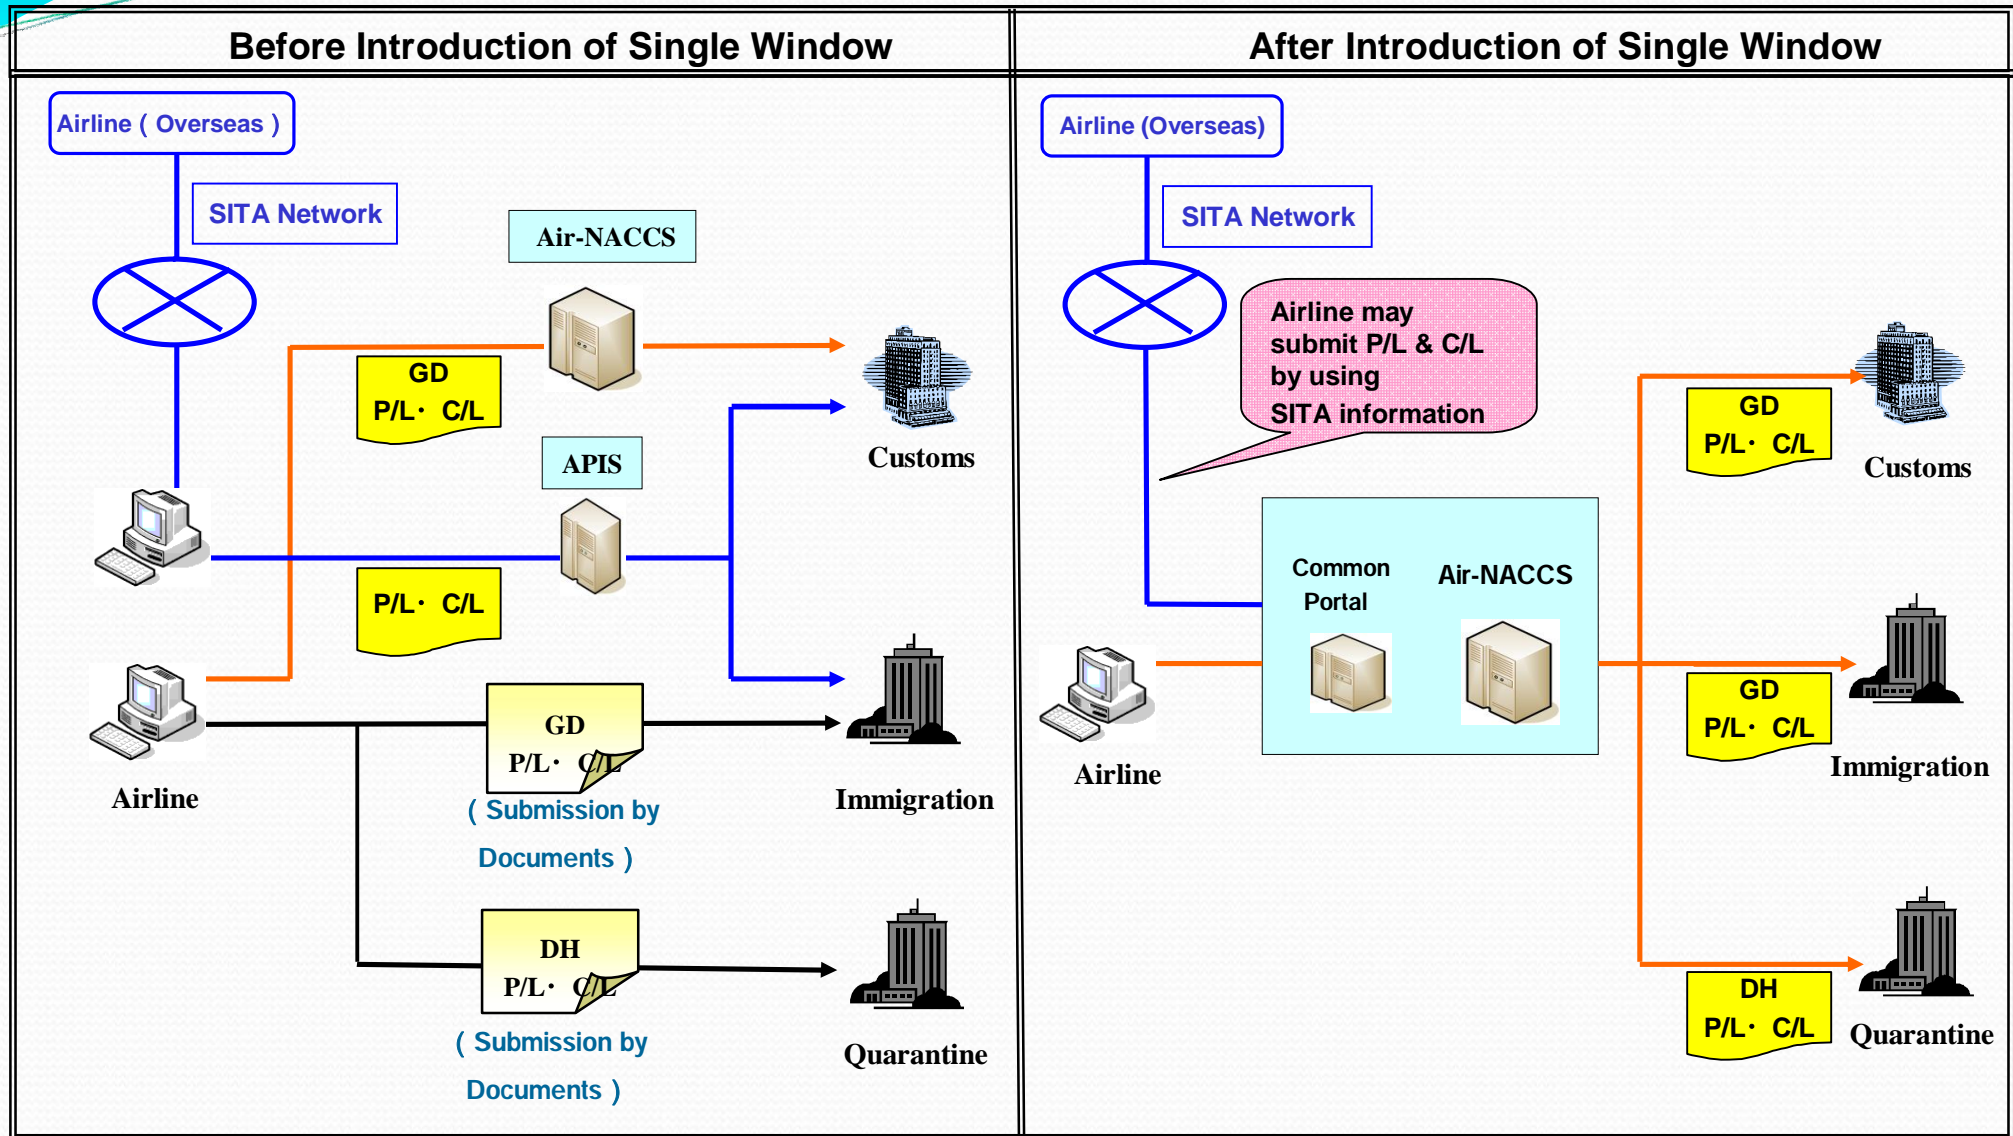 Before Introduction of Single Window
After Introduction of Single Window
Airline ( Overseas )
SITA Network
Air-NACCS
GD
P/L・ C/L
Customs
APIS
P/L・ C/L
GD
P/L・ C/L
( Submission by
Documents )
Airline
Immigration
DH
P/L・ C/L
( Submission by
Documents )
Quarantine
Airline (Overseas)
SITA Network
Airline may
submit P/L & C/L
by using
SITA information
GD
P/L・ C/L
Customs
Common
Portal
Air-NACCS
Airline
GD
P/L・ C/L
Immigration
DH
P/L・ C/L
Quarantine